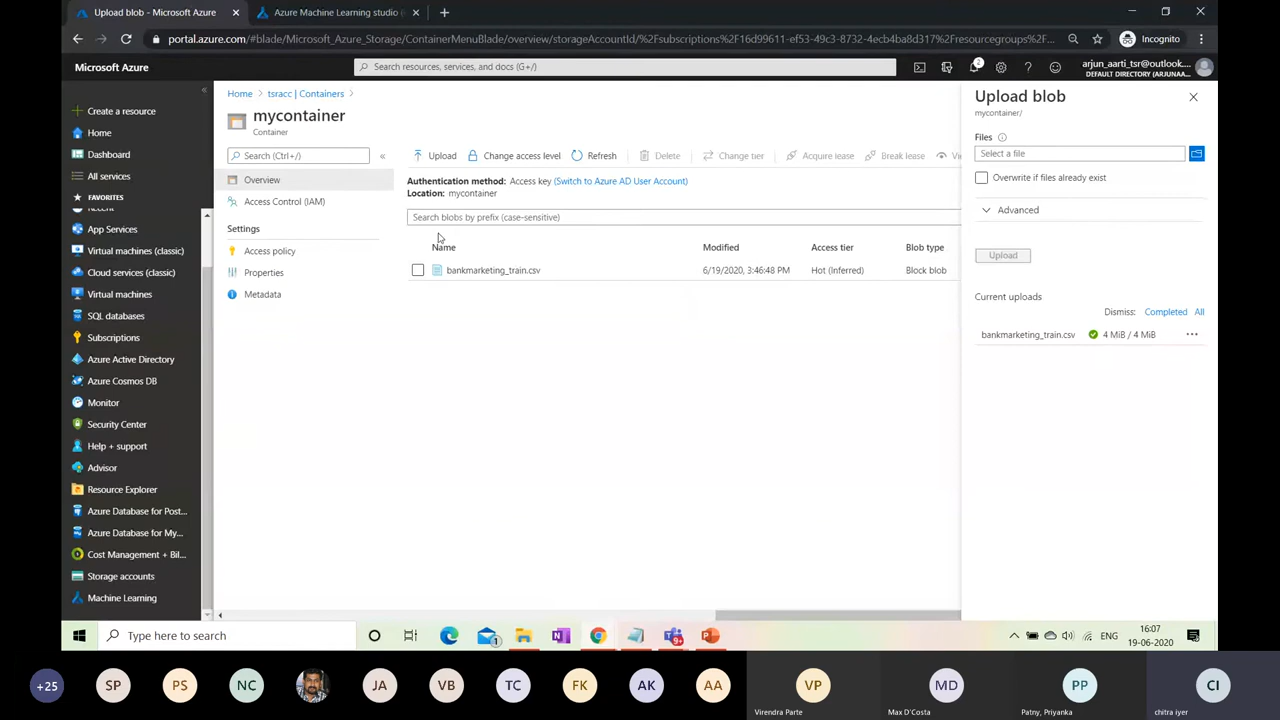 Upload blob - Microsoft Azure
Azure Machine Learning studio (
portal.azure.com/#blade/Microsoft_Azure_Storage/ContainerMenuBlade/overview/storageAccountId/%2Fsubscriptions%2F16d99611-ef53-49c3-8732-4ecb4ba8d317%2Fresourcegroups%2F...
Incognito
Microsoft Azure
Search resources, services, and docs (G+/)
2
arjun_aarti_tsr@outlook....
DEFAULT DIRECTORY (ARJUNAA...
Create a resource
Home
Dashboard
All services
FAVORITES
Recent
App Services
Virtual machines (classic)
Cloud services (classic)
Virtual machines
SQL databases
Subscriptions
Azure Active Directory
Azure Cosmos DB
Monitor
Security Center
Help + support
Advisor
Resource Explorer
Azure Database for Post...
Azure Database for My...
Cost Management + Bil...
Storage accounts
Machine Learning
Home
tsracc | Containers
mycontainer
Container
Search (Ctrl+/)
Overview
Access Control (IAM)
Settings
Access policy
Properties
Metadata
Upload
Change access level
Refresh
Delete
Change tier
Acquire lease
Break lease
Vi
Authentication method: Access key (Switch to Azure AD User Account)
Location: mycontainer
Search blobs by prefix (case-sensitive)
Name Modified Access tier Blob type
bankmarketing_train.csv 6/19/2020, 3:46:48 PM Hot (Inferred) Block blob
Upload blob
mycontainer/
Files
Select a file
Overwrite if files already exist
Advanced
Upload
Current uploads
Dismiss: Completed All
bankmarketing_train.csv 4 MiB / 4 MiB
Type here to search
1
9+
ENG
16:07
19-06-2020
+25
SP
PS
NC
JA
VB
TC
FK
AK
AA
VP
Virendra Parte
MD
Max D'Costa
PP
Patny, Priyanka
CI
chitra iyer